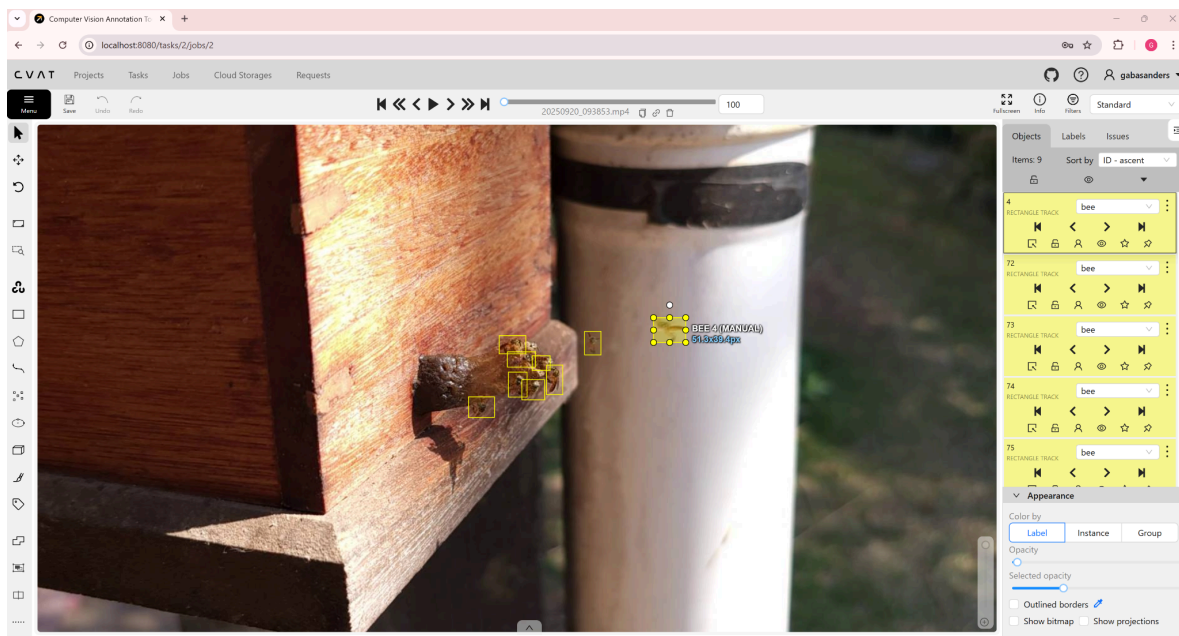 Computer Vision Annotation To
localhost:8080/tasks/2/jobs/2
G
CVAT Projects Tasks Jobs Cloud Storages Requests gabasanders
Menu Save Undo Redo 20250920_093853.mp4 100 Fullscreen Info Filters Standard
Objects Labels Issues
Items: 9 Sort by ID - ascent
4 bee
RECTANGLE TRACK
72 bee
RECTANGLE TRACK
73 bee
RECTANGLE TRACK
74 bee
RECTANGLE TRACK
75 bee
RECTANGLE TRACK
BEE 4 (MANUAL)
51.3x39.4px
Appearance
Color by
Label Instance Group
Opacity
Selected opacity
Outlined borders
Show bitmap Show projections